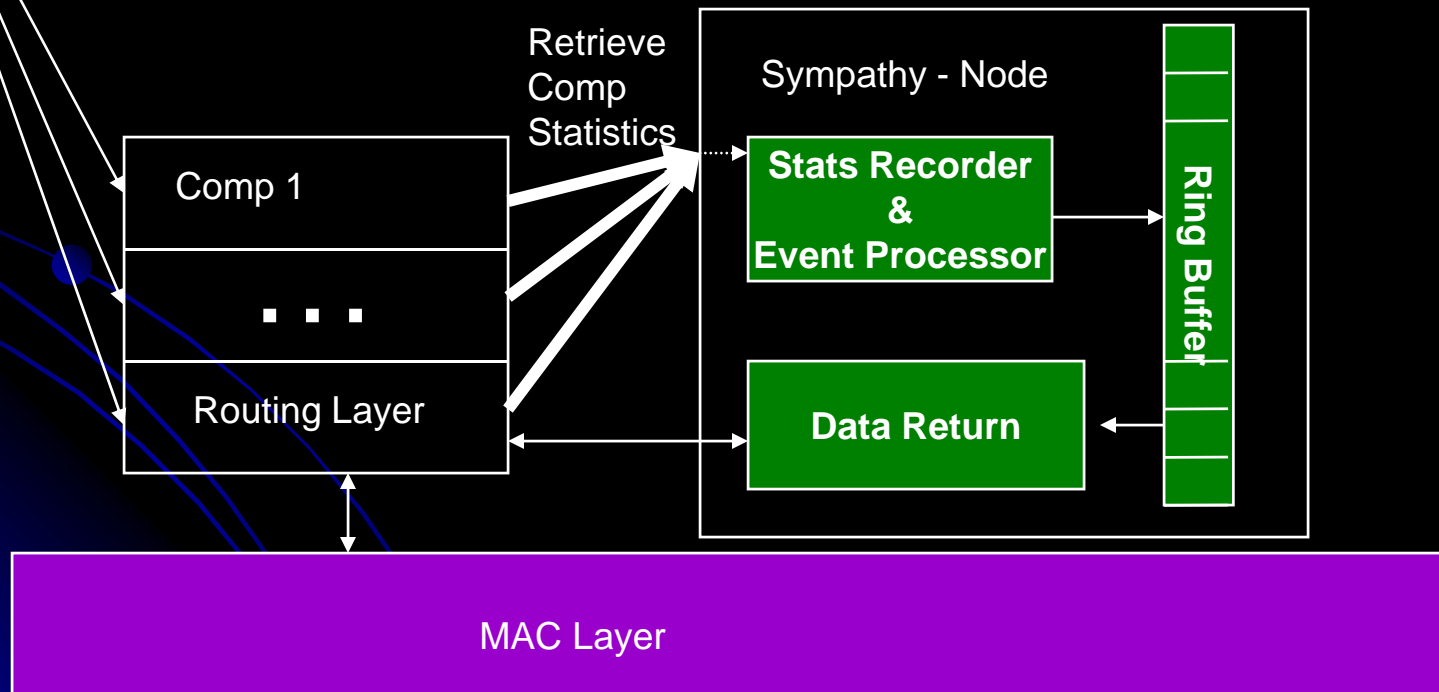 Retrieve
Comp
Statistics
Sympathy - Node
Comp 1
Stats Recorder
&
Event Processor
Ring Buffer
. . .
Routing Layer
Data Return
MAC Layer